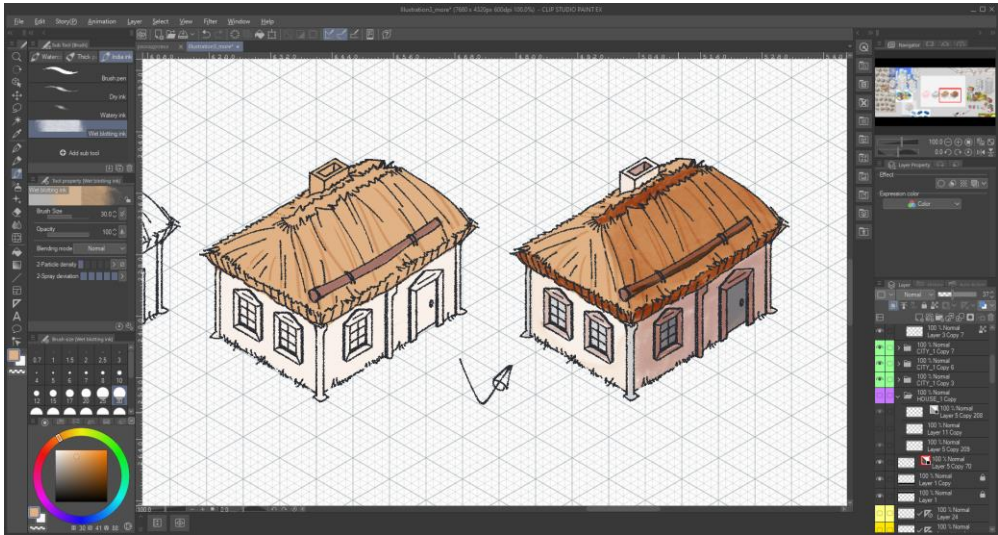 Illustration3_more* (7880 x 4320px 600dpi 100.0%) - CLIP STUDIO PAINT EX
File Edit Story(P) Animation Layer Select View Filter Window Help
Sub Tool (Brush)
Thick India ink
Brush pen
Dry ink
Watery ink
Wet blotting ink
Add sub tool
Tool property (Wet blotting ink)
Wet blotting ink
Brush Size 30.0
Opacity 100
Blending mode Normal
2-Particle density
2-Spray deviation
Brush size (Wet blotting ink)
0.7 1 1.5 2 2.5 3
4 5 6 7 8 10
12 15 17 20 25 30
Illustration3_more*
Navigator
100.0
0.0
Layer Property
Effect
Expression color
Color
Layer
Normal
100 % Normal
Layer 3 Copy 7
100 % Normal
CITY_1 Copy 7
100 % Normal
CITY_1 Copy 6
100 % Normal
CITY_1 Copy 3
100 % Normal
HOUSE_1 Copy
100 % Normal
Layer 5 Copy 208
100 % Normal
Layer 11 Copy
100 % Normal
Layer 5 Copy 209
100 % Normal
Layer 5 Copy 70
100 % Normal
Layer 1 Copy
100 % Normal
Layer 1
100 % Normal
Layer 24
100 % Normal